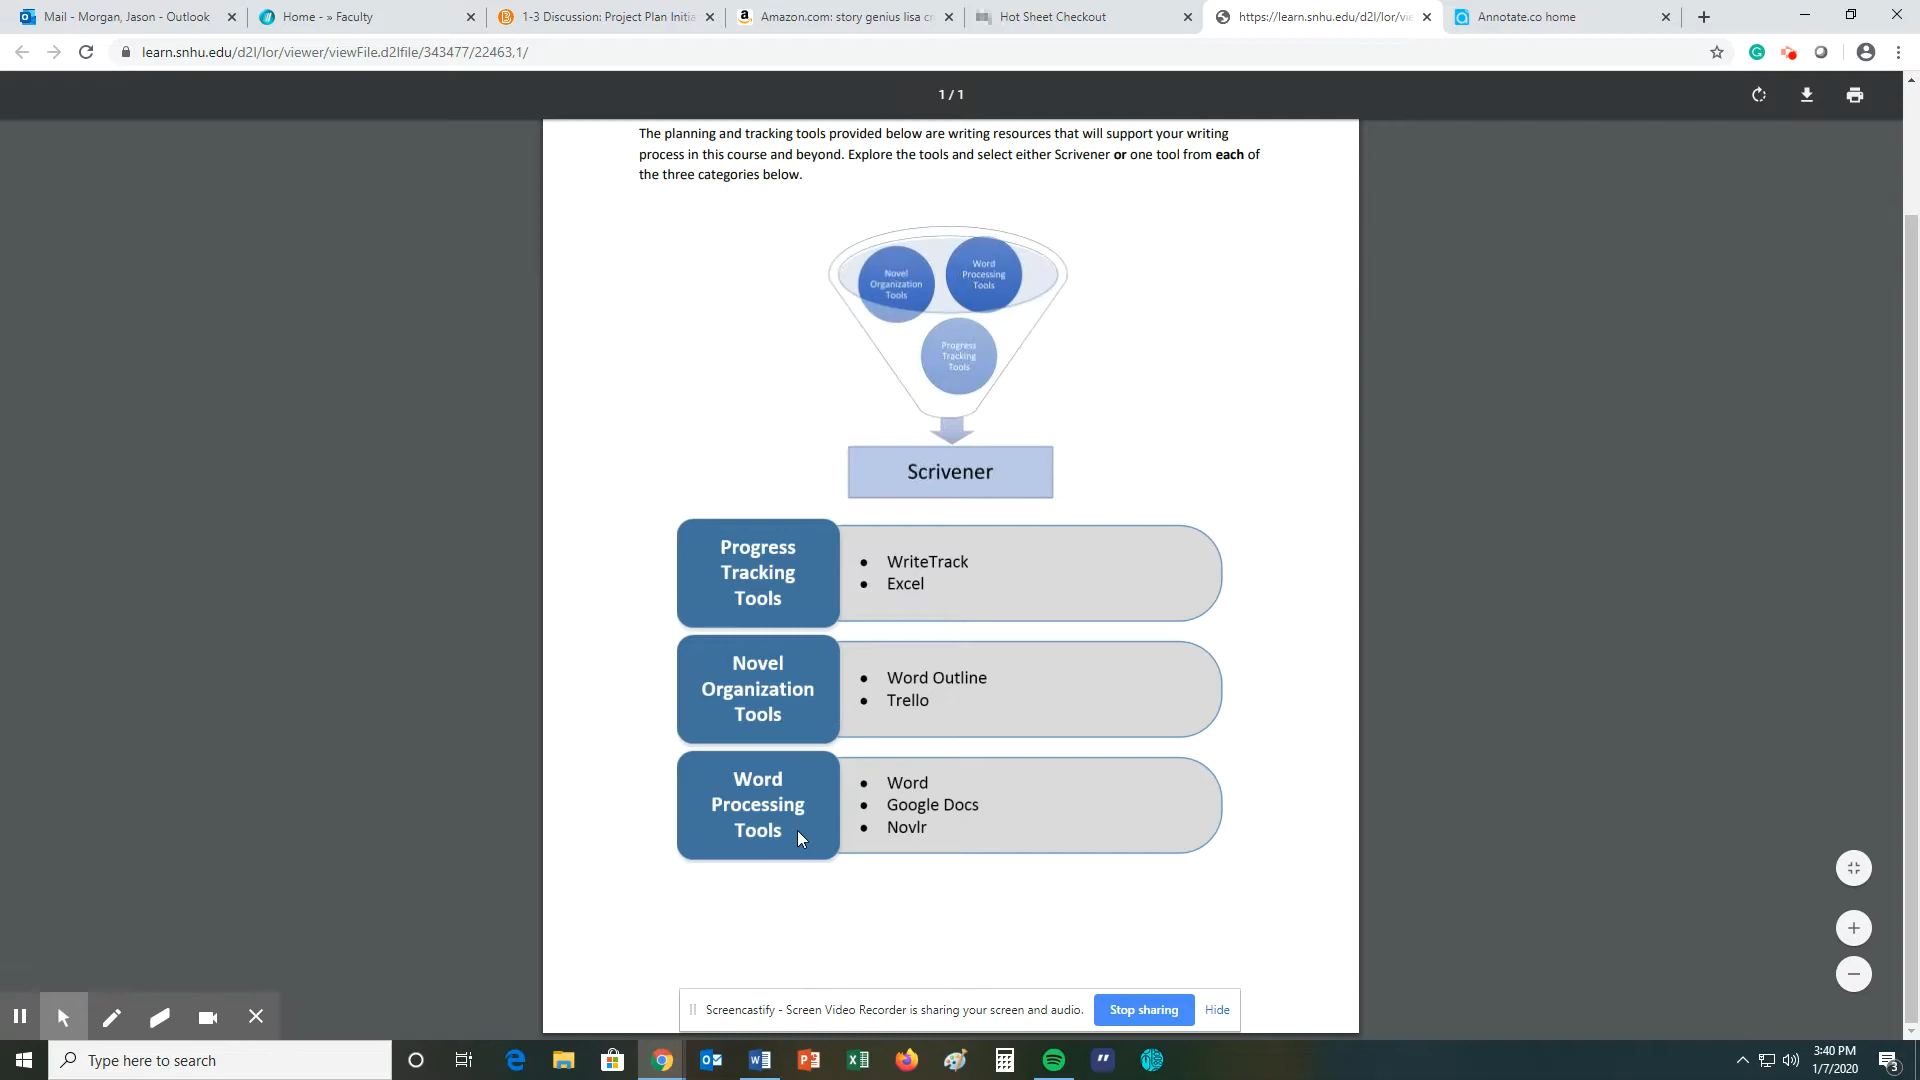 Mail - Morgan, Jason - Outlook
Home - » Faculty
1-3 Discussion: Project Plan Initia
Amazon.com: story genius lisa cr
Hot Sheet Checkout
https://learn.snhu.edu/d2l/lor/vie
Annotate.co home
learn.snhu.edu/d2l/lor/viewer/viewFile.d2lfile/343477/22463,1/
1 / 1
The planning and tracking tools provided below are writing resources that will support your writing
process in this course and beyond. Explore the tools and select either Scrivener or one tool from each of
the three categories below.
Novel
Organization
Tools
Word
Processing
Tools
Progress
Tracking
Tools
Scrivener
Progress
Tracking
Tools
• WriteTrack
• Excel
Novel
Organization
Tools
• Word Outline
• Trello
Word
Processing
Tools
• Word
• Google Docs
• Novlr
Screencastify - Screen Video Recorder is sharing your screen and audio.
Stop sharing
Hide
Type here to search
3:40 PM
1/7/2020
3